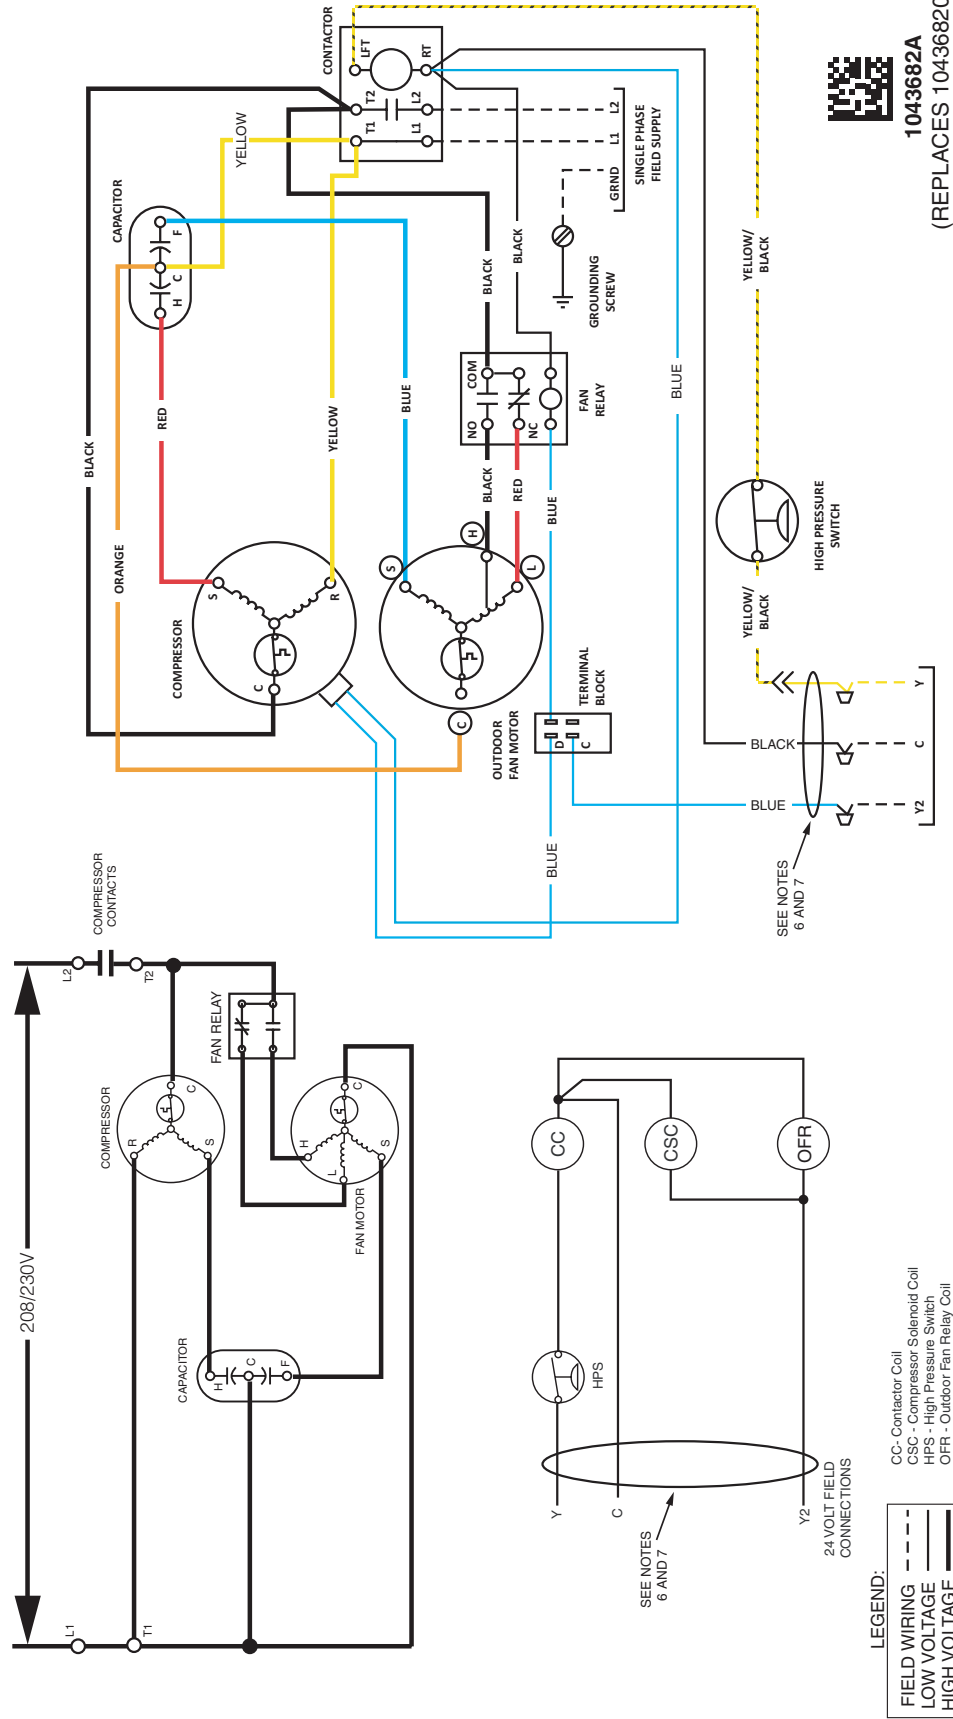 208/230V
L1
T1
L2
T2
COMPRESSOR
CONTACTS
COMPRESSOR
R
S
C
FAN RELAY
CAPACITOR
H
C
F
FAN MOTOR
H
L
S
C
Y
C
Y2
HPS
CC
CSC
OFR
SEE NOTES
6 AND 7
24 VOLT FIELD
CONNECTIONS
LEGEND:
FIELD WIRING
LOW VOLTAGE
HIGH VOLTAGE
CC- Contactor Coil
CSC - Compressor Solenoid Coil
HPS - High Pressure Switch
OFR - Outdoor Fan Relay Coil
BLACK
ORANGE
RED
CAPACITOR
H
C
F
YELLOW
CONTACTOR
LFT
RT
T2
L2
T1
L1
COMPRESSOR
S
R
C
YELLOW
BLUE
OUTDOOR
FAN MOTOR
S
H
L
C
BLACK
RED
BLUE
NO
COM
NC
FAN
RELAY
BLACK
BLACK
GROUNDING
SCREW
GRND
L1
L2
SINGLE PHASE
FIELD SUPPLY
TERMINAL
BLOCK
D
C
BLUE
BLUE
BLUE
BLACK
YELLOW/
BLACK
HIGH PRESSURE
SWITCH
YELLOW/
BLACK
SEE NOTES
6 AND 7
Y2
C
Y
1043682A
(REPLACES 10436820